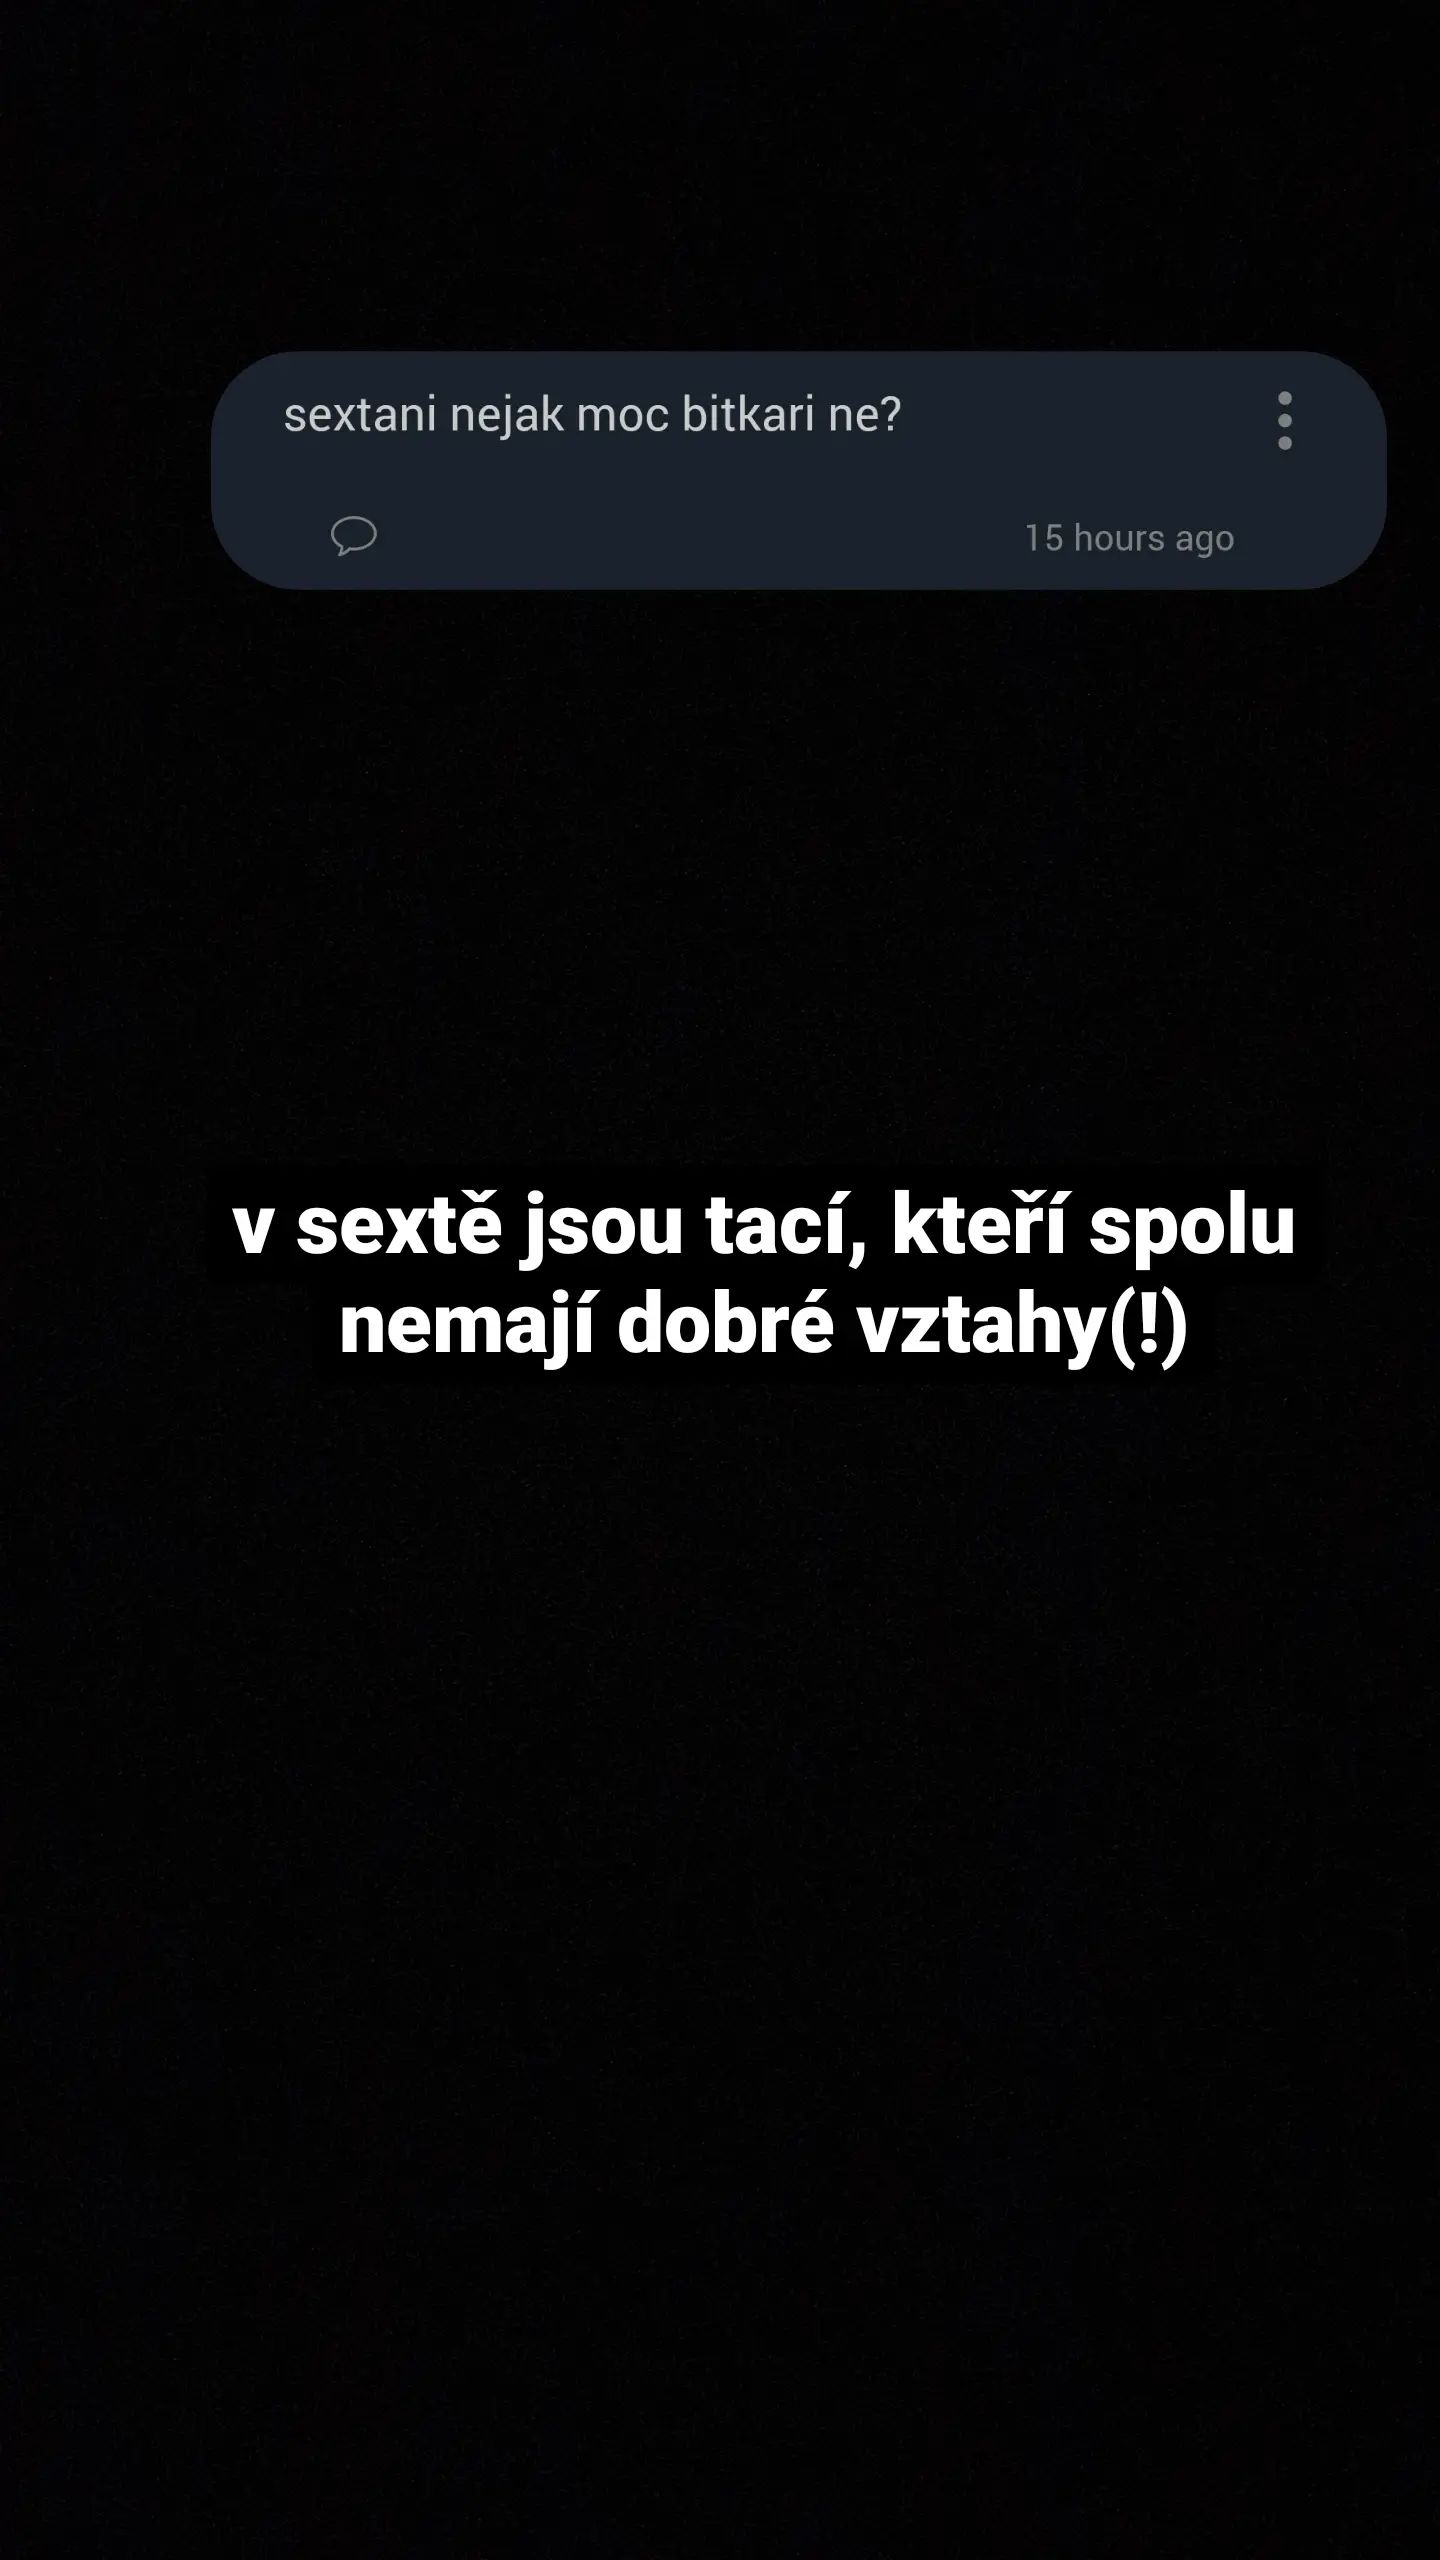 sextani nejak moc bitkari ne?
15 hours ago
v sextě jsou tací, kteří spolu
nemají dobré vztahy(!)